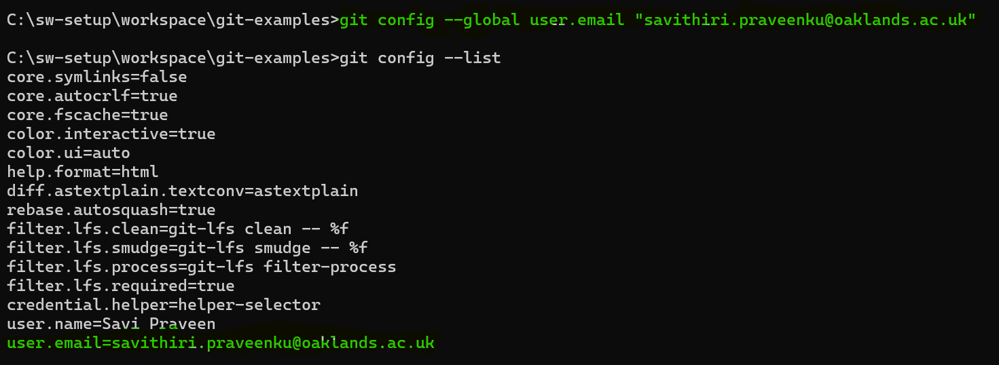 C:\sw-setup\workspace\git-examples>git config --global user.email "savithiri.praveenku@oaklands.ac.uk"
C:\sw-setup\workspace\git-examples>git config --list
core.symlinks=false
core.autocrlf=true
core.fscache=true
color.interactive=true
color.ui=auto
help.format=html
diff.astextplain.textconv=astextplain
rebase.autosquash=true
filter.lfs.clean=git-lfs clean -- %f
filter.lfs.smudge=git-lfs smudge -- %f
filter.lfs.process=git-lfs filter-process
filter.lfs.required=true
credential.helper=helper-selector
user.name=Savi Praveen
user.email=savithiri.praveenku@oaklands.ac.uk